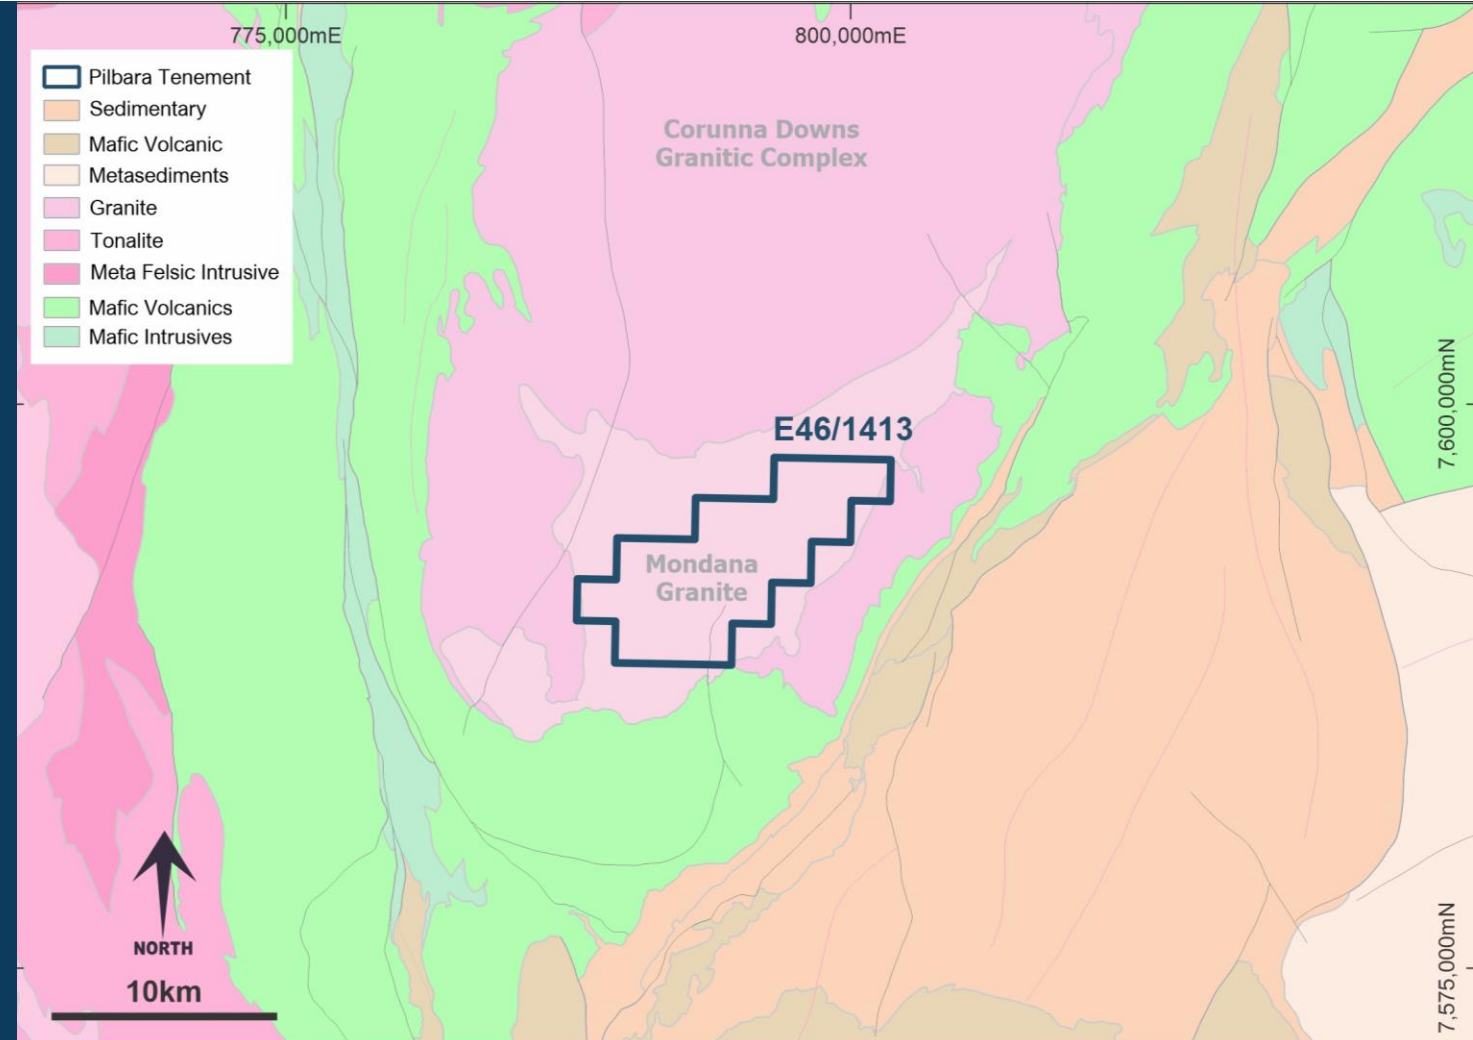 775,000mE
800,000mE
Pilbara Tenement
Sedimentary
Mafic Volcanic
Metasediments
Granite
Tonalite
Meta Felsic Intrusive
Mafic Volcanics
Mafic Intrusives
Corunna Downs
Granitic Complex
7,600,000mN
E46/1413
Mondana
Granite
NORTH
10km
7,575,000mN